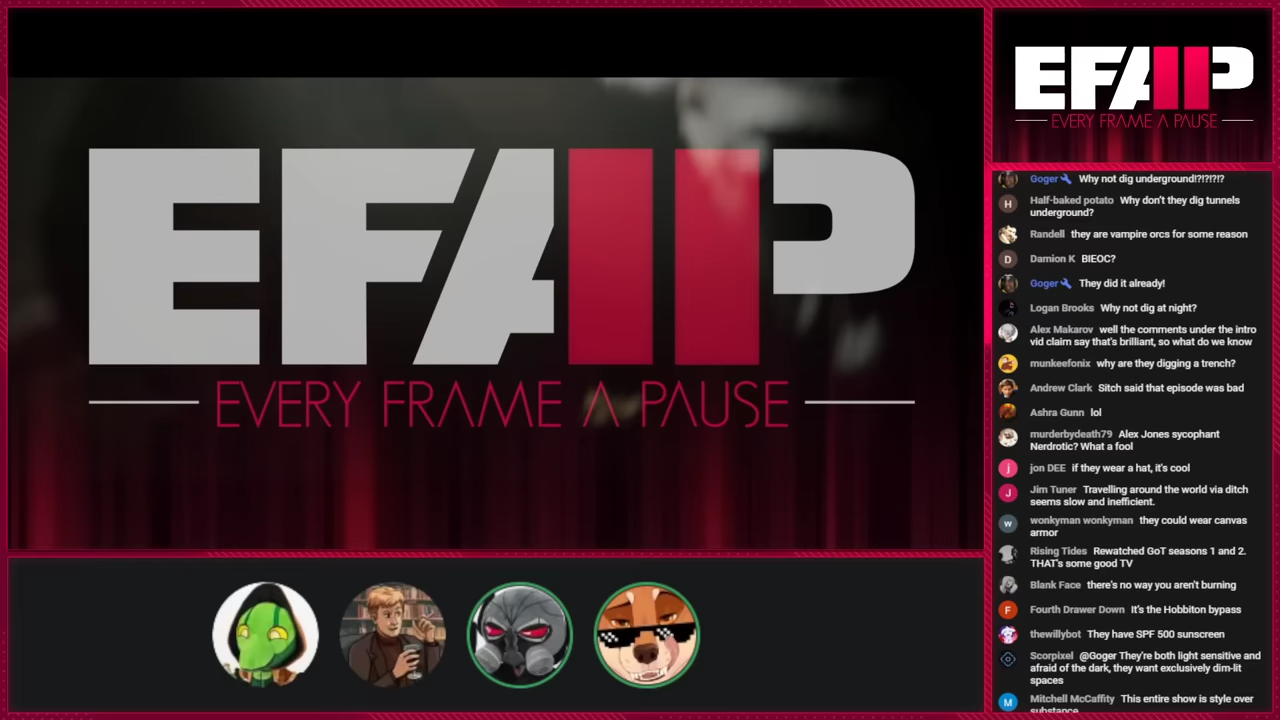 EFAP
EVERY FRAME A PAUSE
EFAP
EVERY FRAME A PAUSE
Goger Why not dig underground!?!?!?!?
H
Half-baked potato Why don't they dig tunnels
underground?
Randell they are vampire orcs for some reason
D
Damion K BIEOC?
Goger They did it already!
Logan Brooks Why not dig at night?
Alex Makarov well the comments under the intro
vid claim say that's brilliant, so what do we know
munkeefonix why are they digging a trench?
Andrew Clark Sitch said that episode was bad
Ashra Gunn lol
murderbydeath79 Alex Jones sycophant
Nerdrotic? What a fool
j
jon DEE if they wear a hat, it's cool
J
Jim Tuner Travelling around the world via ditch
seems slow and inefficient.
w
wonkyman wonkyman they could wear canvas
armor
Rising Tides Rewatched GoT seasons 1 and 2.
THAT's some good TV
Blank Face there's no way you aren't burning
F
Fourth Drawer Down It's the Hobbiton bypass
thewillybot They have SPF 500 sunscreen
Scorpixel @Goger They're both light sensitive and
afraid of the dark, they want exclusively dim-lit
spaces
M
Mitchell McCaffity This entire show is style over
substance